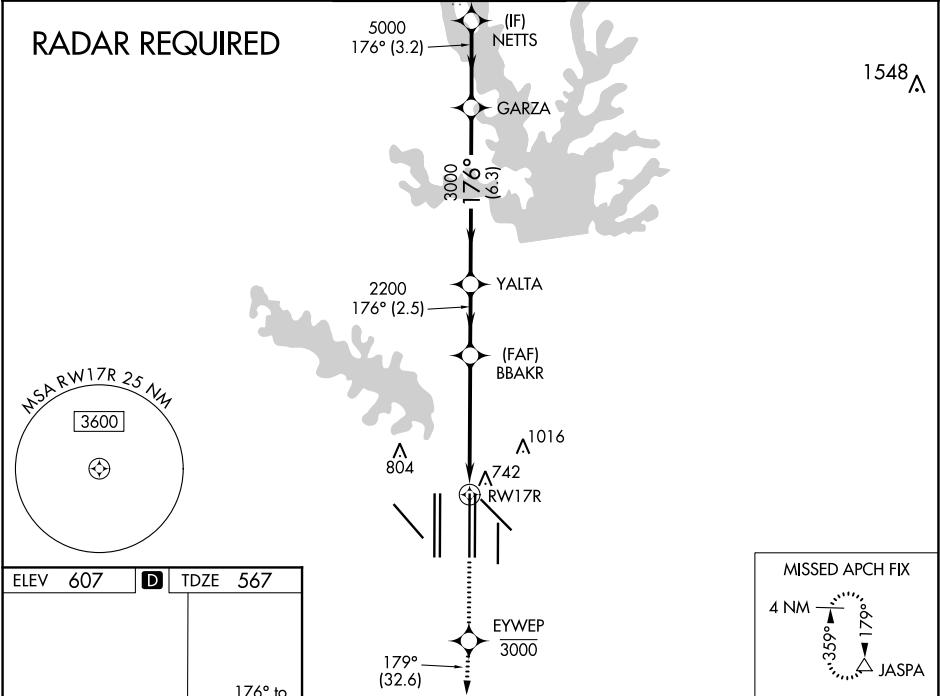 RADAR REQUIRED
5000
176° (3.2)
(IF)
NETTS
1548
GARZA
3000
176°
(6.3)
YALTA
2200
176° (2.5)
(FAF)
BBAKR
MSA RW17R 25 NM
3600
1016
804
742
RW17R
ELEV 607
D
TDZE 567
176° to
EYWEP
3000
179°
(32.6)
MISSED APCH FIX
4 NM
359°
179°
JASPA